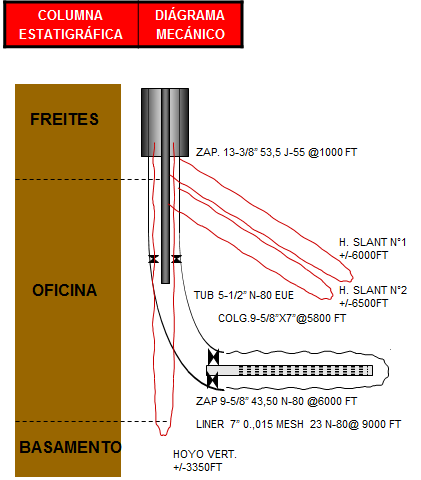 COLUMNA
ESTATIGRÁFICA
DIÁGRAMA
MECÁNICO
FREITES
ZAP. 13-3/8” 53,5 J-55 @1000 FT
H. SLANT N°1
+/-6000FT
OFICINA
H. SLANT N°2
+/-6500FT
TUB 5-1/2” N-80 EUE
COLG.9-5/8”X7”@5800 FT
ZAP 9-5/8” 43,50 N-80 @6000 FT
LINER 7” 0.,015 MESH 23 N-80@ 9000 FT
BASAMENTO
HOYO VERT.
+/-3350FT